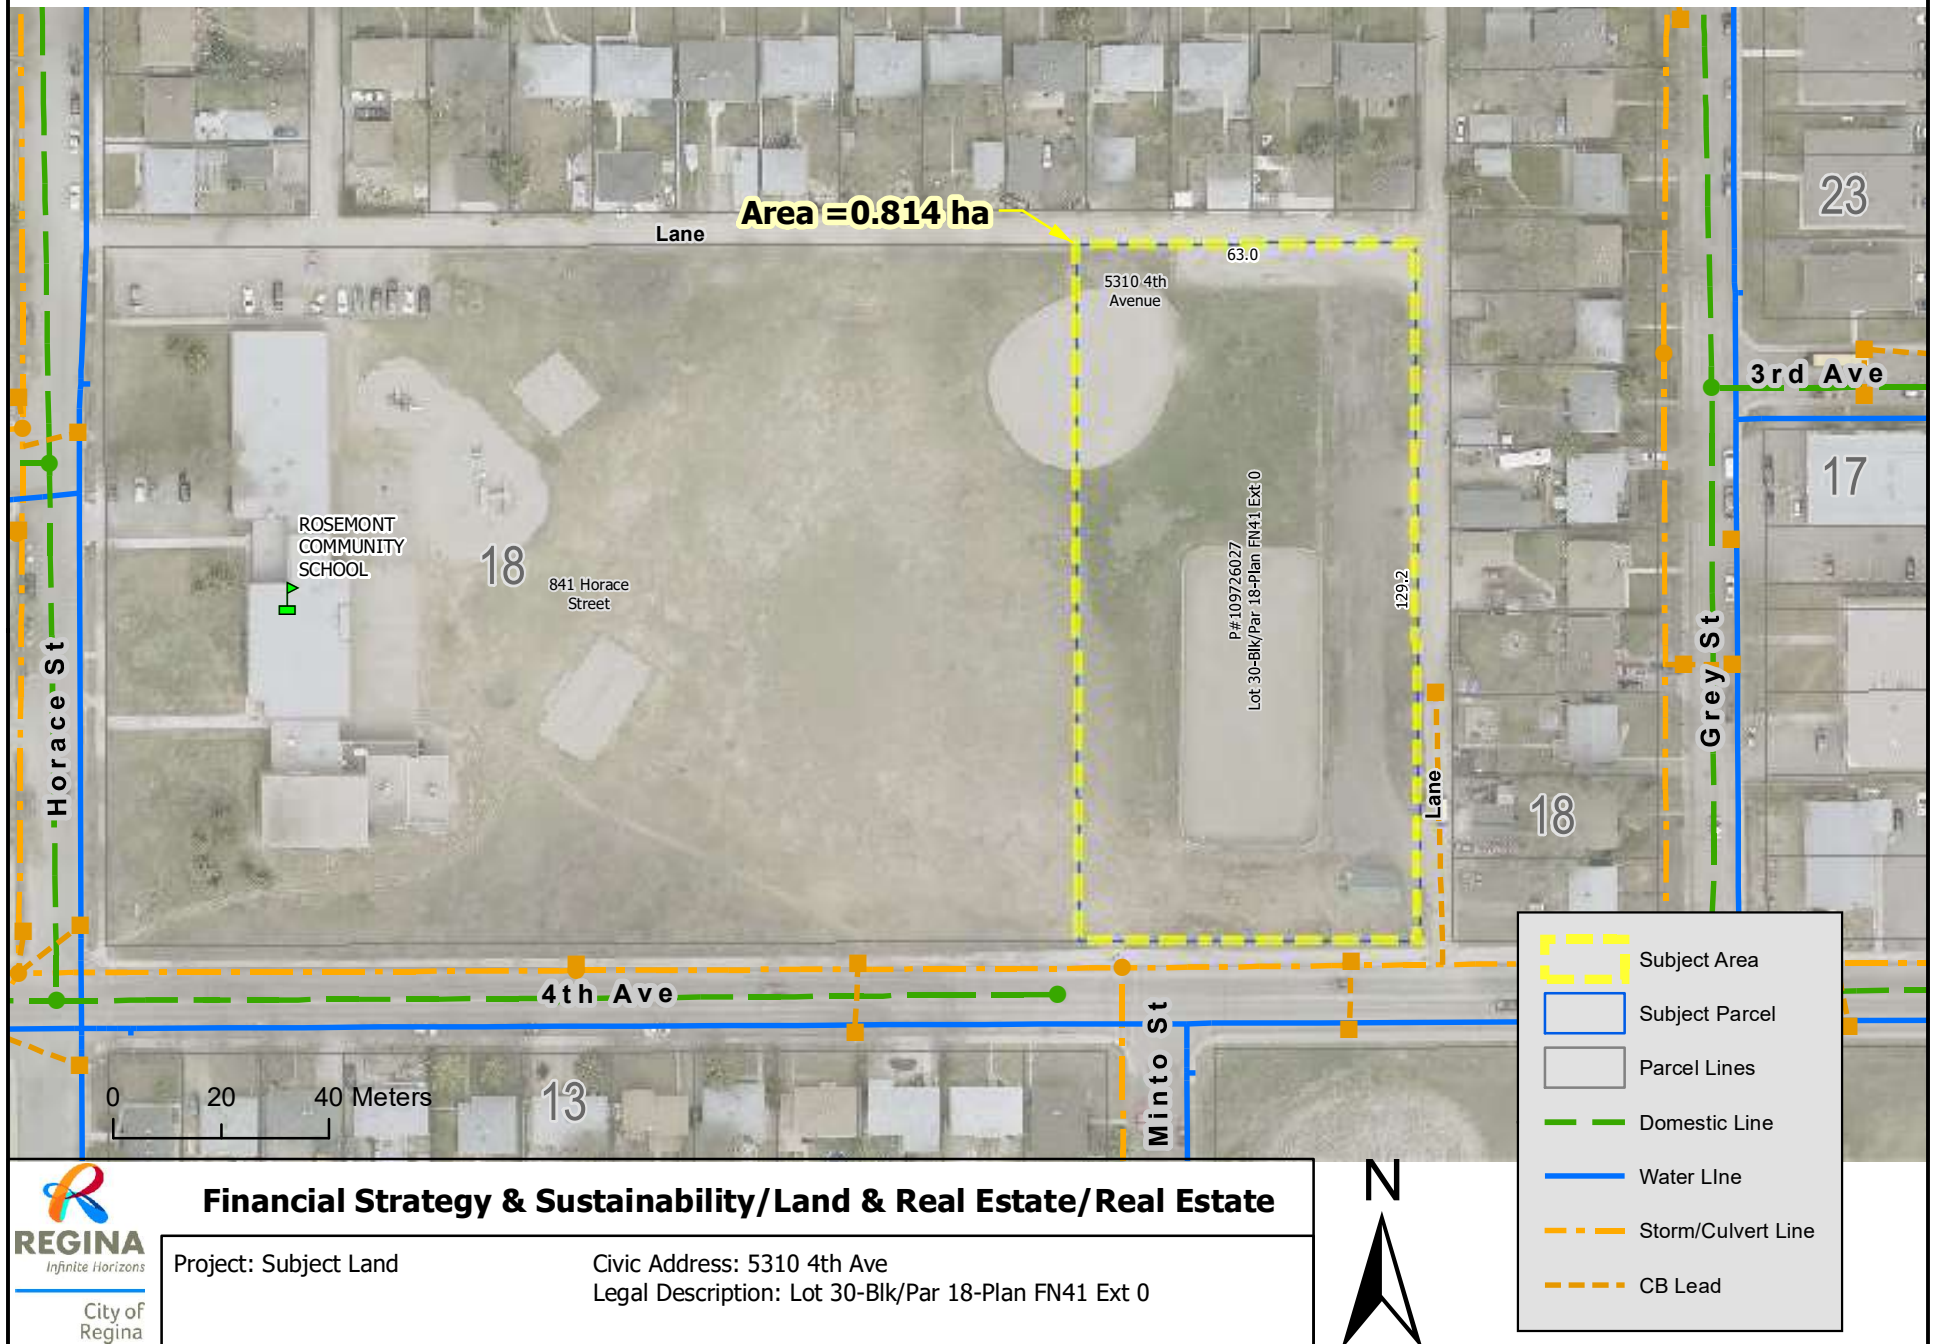 Area =0.814 ha
Lane
63.0
5310 4th
Avenue
23
3rd Ave
17
ROSEMONT
COMMUNITY
SCHOOL
18
841 Horace
Street
P#109726027
Lot 30-Blk/Par 18-Plan FN41 Ext 0
129.2
Horace St
Grey St
Lane
18
4th Ave
Minto St
13
0 20 40 Meters
Subject Area
Subject Parcel
Parcel Lines
Domestic Line
Water LIne
Storm/Culvert Line
CB Lead
N
REGINA
Infinite Horizons
City of
Regina
Financial Strategy & Sustainability/Land & Real Estate/Real Estate
Project: Subject Land
Civic Address: 5310 4th Ave
Legal Description: Lot 30-Blk/Par 18-Plan FN41 Ext 0